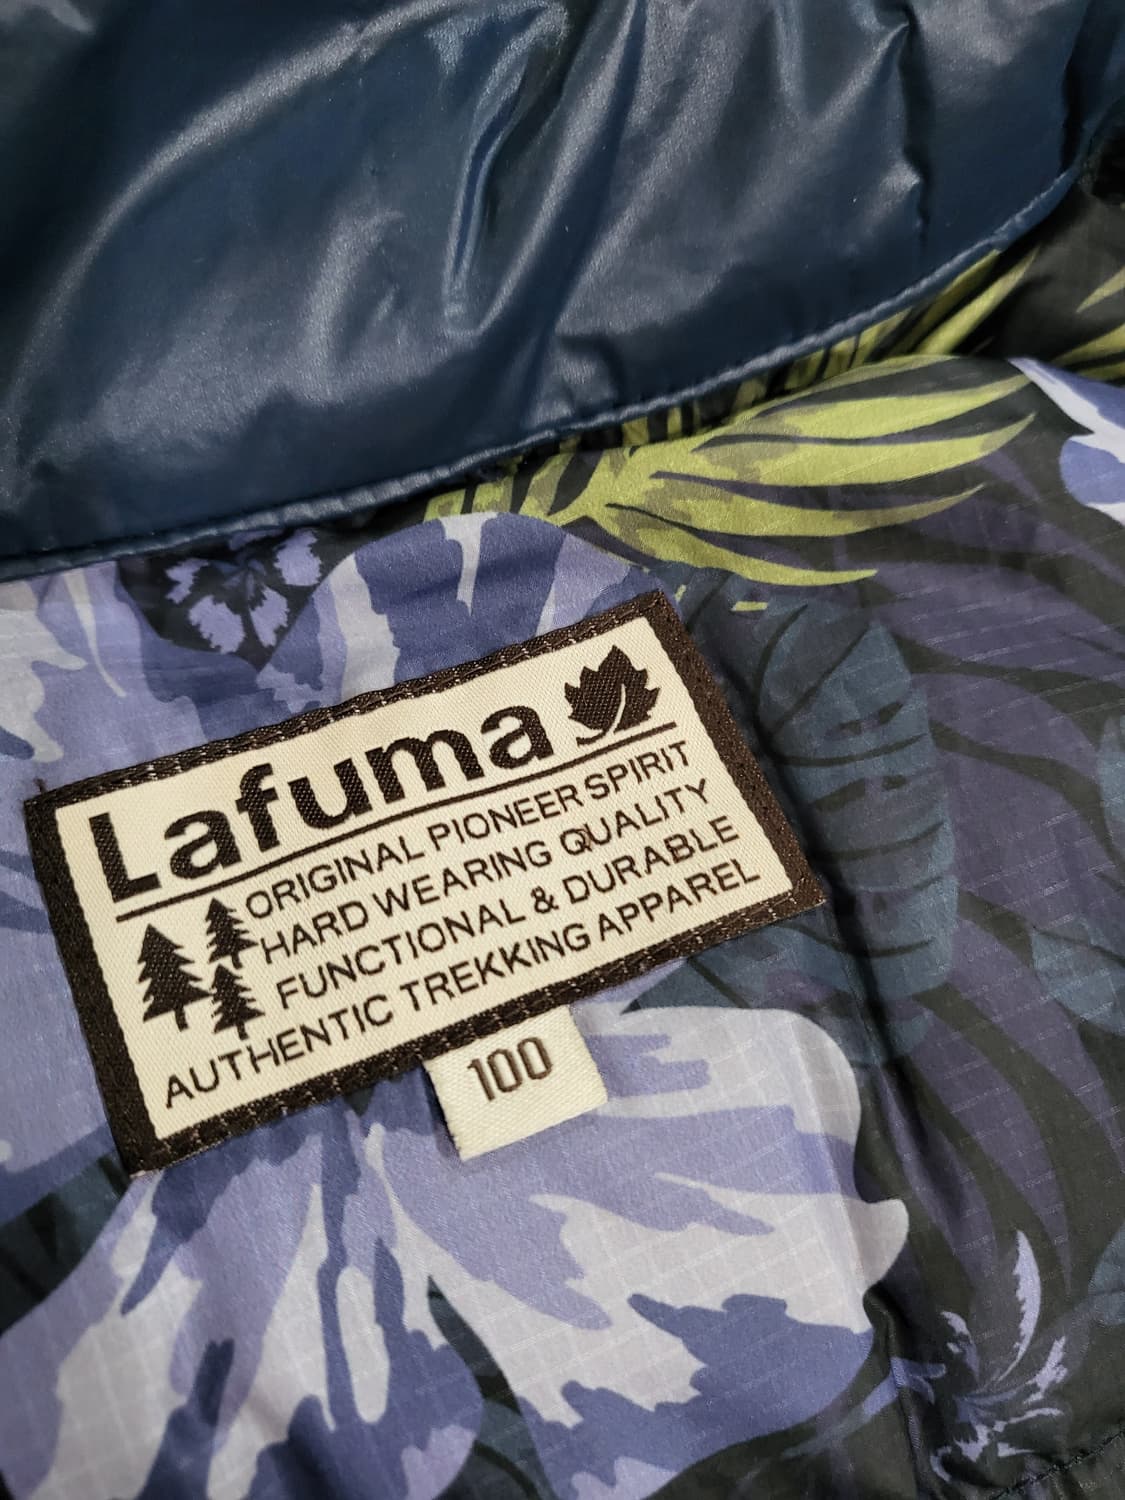 Lafuma
ORIGINAL PIONEER SPIRIT
HARD WEARING QUALITY
FUNCTIONAL & DURABLE
AUTHENTIC TREKKING APPAREL
100